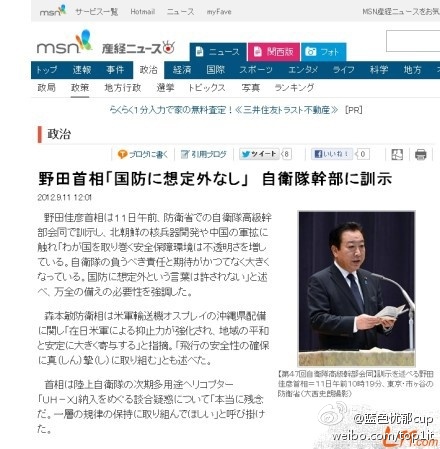 msn サービス一覧 Hotmail ニュース myFave MSN産経ニュースをお気
msn 産経ニュース ニュース 関西版 フォト
トップ 速報 事件 政治 経済 国際 スポーツ エンタメ ライフ 科学 地方
政局 政策 地方行政 選挙 トピックス
らくらく1分入力で家の無料査定！≪三井住友トラスト不動産≫ [PR]
政治
ブログに書く 引用ブログ ツイート 8 いいね！ 0
野田首相「国防に想定外なし」 自衛隊幹部に訓示
2012.9.11 12:01
野田佳彦首相は１１日午前、防衛省での自衛隊高級幹
部会同で訓示し、北朝鮮の核兵器開発や中国の軍拡に
触れ「わが国を取り巻く安全保障環境は不透明さを増し
ている。自衛隊の負うべき責任と期待がかつてなく大きく
なっている。国防に想定外という言葉は許されない」と述
べ、万全の備えの必要性を強調した。
森本敏防衛相は米軍輸送機オスプレイの沖縄県配備
に関し「在日米軍による抑止力が強化され、地域の平和
と安定に大きく寄与する」と指摘。「飛行の安全性の確保
に真（しん）摯（し）に取り組む」とも述べた。
首相は陸上自衛隊の次期多用途ヘリコプター
「ＵＨ－Ｘ」納入をめぐる談合疑惑について「本当に残念
だ。一層の規律の保持に取り組んでほしい」と呼び掛
けた。
【第47回自衛隊高級幹部会同】訓示を述べる野田
佳彦首相＝11日午前10時19分、東京・市ケ谷の
防衛省（大西史朗撮影）
@蓝色忧郁cup
weibo.com/top1it